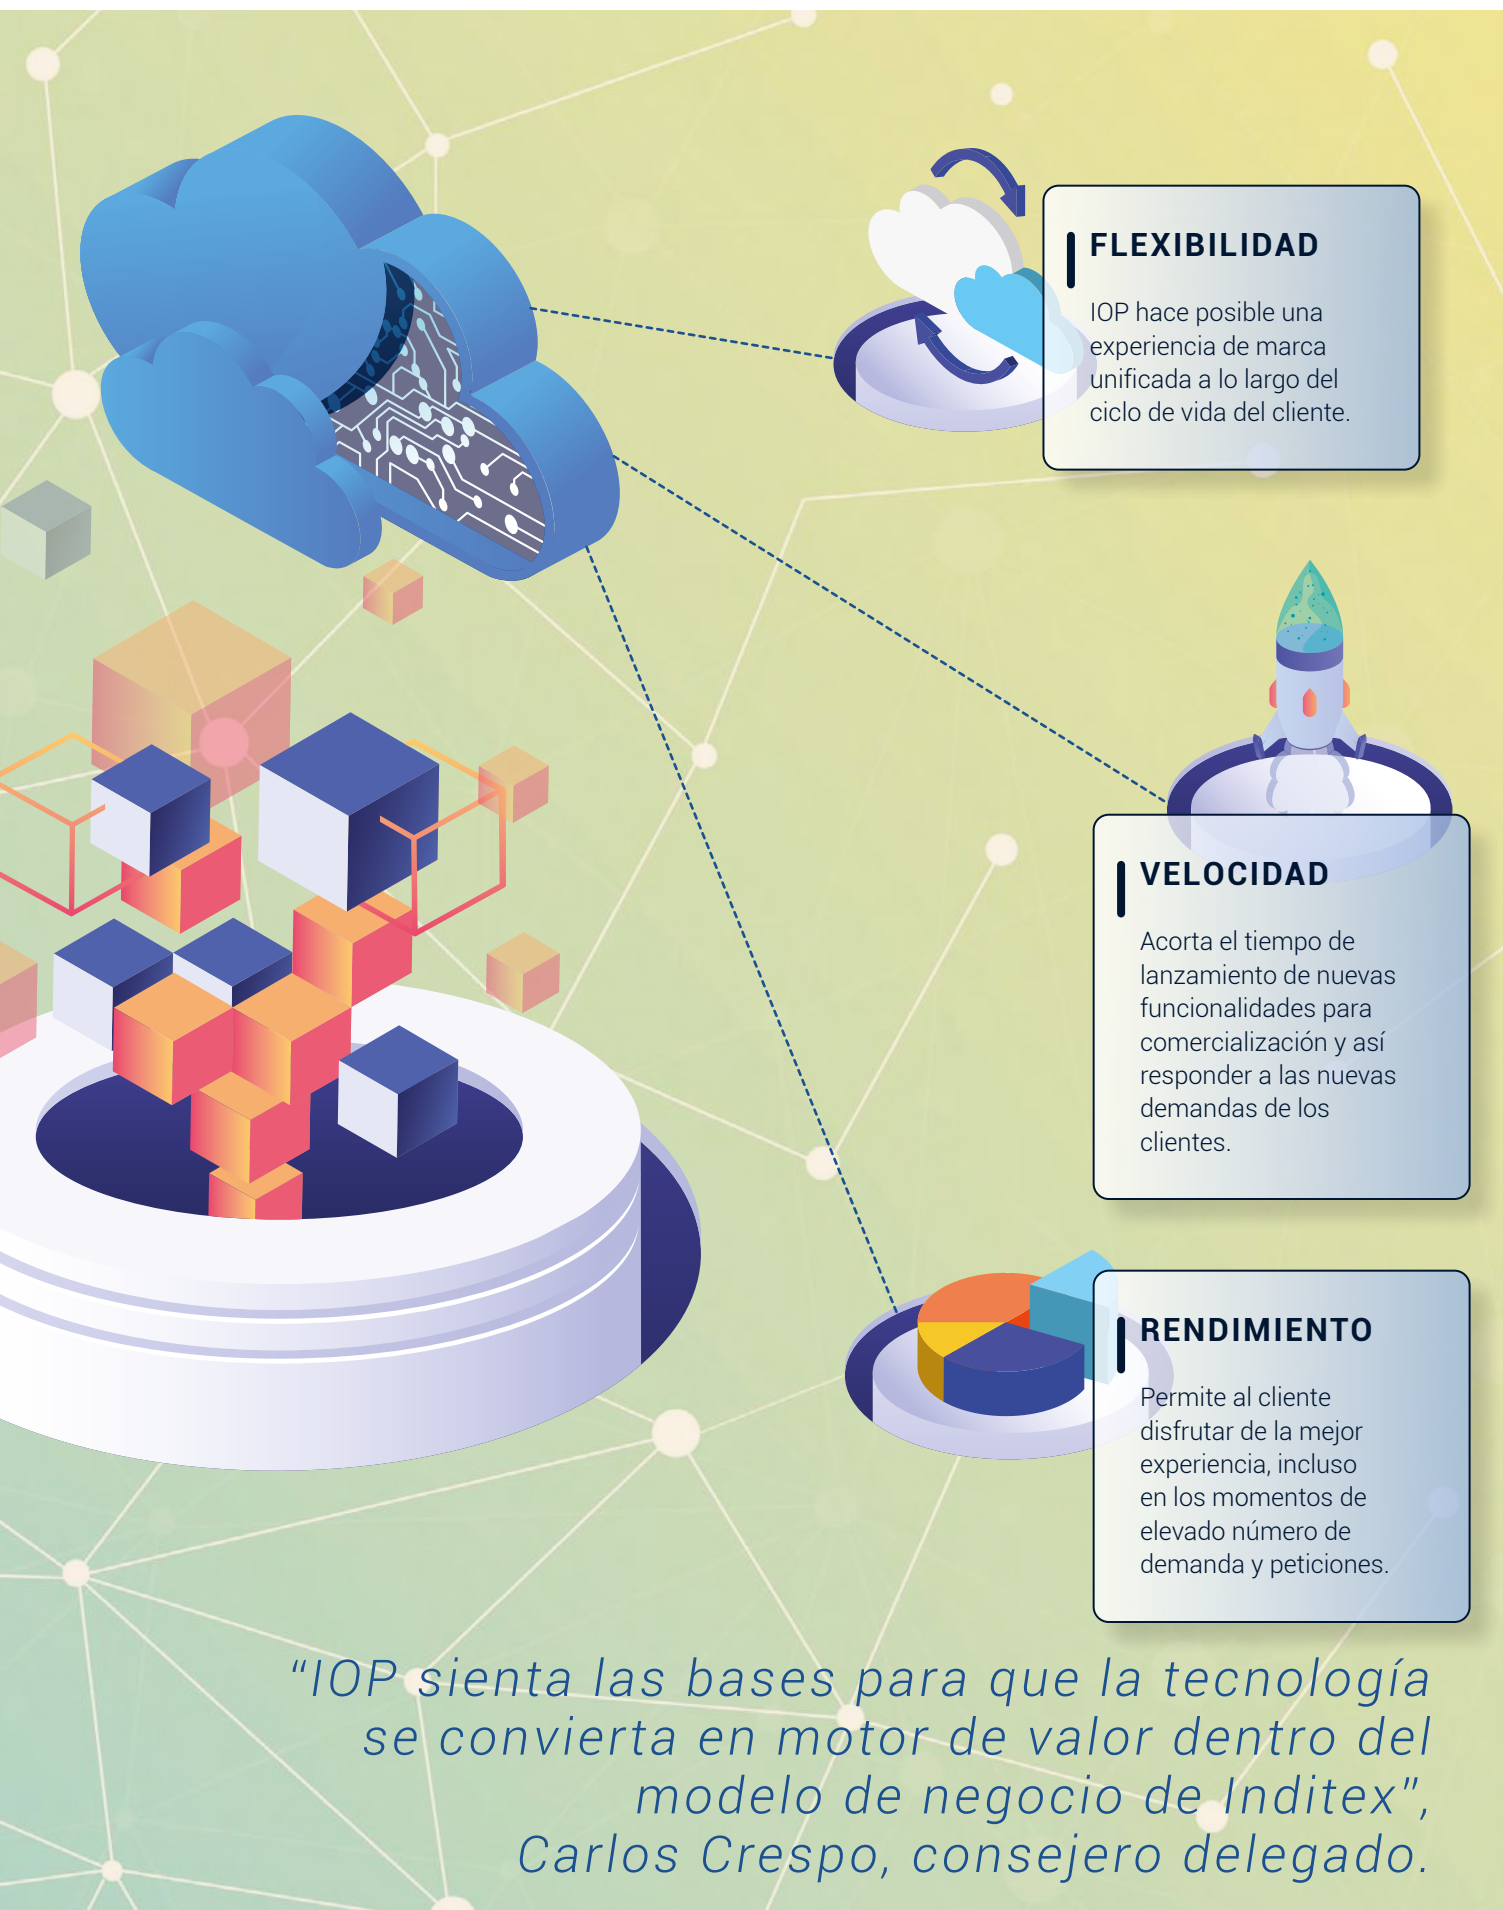 FLEXIBILIDAD
IOP hace posible una
experiencia de marca
unificada a lo largo del
ciclo de vida del cliente.
VELOCIDAD
Acorta el tiempo de
lanzamiento de nuevas
funcionalidades para
comercialización y así
responder a las nuevas
demandas de los
clientes.
RENDIMIENTO
Permite al cliente
disfrutar de la mejor
experiencia, incluso
en los momentos de
elevado número de
demanda y peticiones.
“IOP sienta las bases para que la tecnología
se convierta en motor de valor dentro del
modelo de negocio de Inditex”,
Carlos Crespo, consejero delegado.